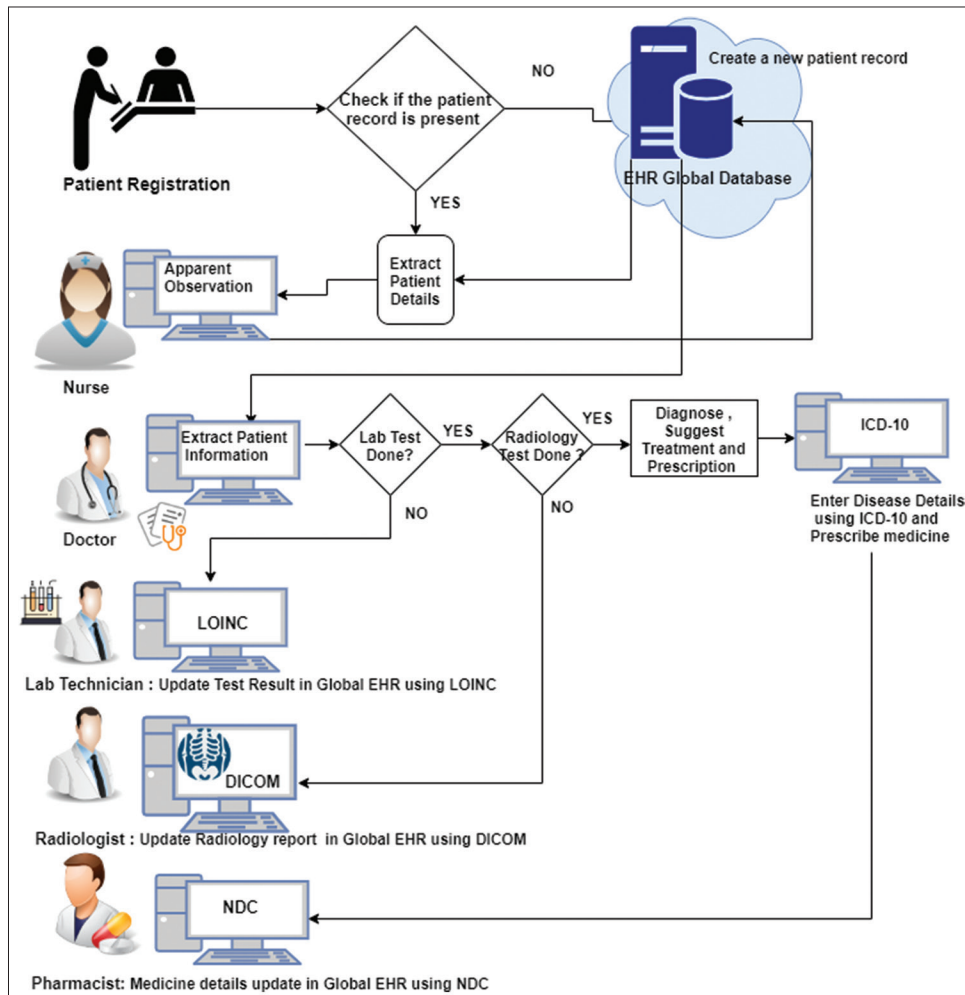 NO
Create a new patient record
Check if the patient
record is present
Patient Registration
EHR Global Database
YES
Apparent
Observation
Extract
Patient
Details
Nurse
Extract Patient
Information
Lab Test
Done?
YES
Radiology
Test Done ?
YES
Diagnose ,
Suggest
Treatment and
Prescription
ICD-10
Enter Disease Details
using ICD-10 and
Prescribe medicine
NO
NO
Doctor
LOINC
Lab Technician : Update Test Result in Global EHR using LOINC
DICOM
Radiologist : Update Radiology report in Global EHR using DICOM
NDC
Pharmacist: Medicine details update in Global EHR using NDC